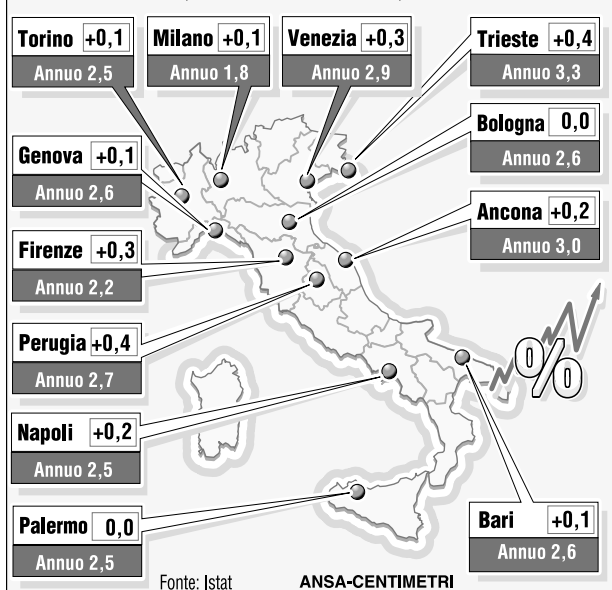 Torino +0,1
Annuo 2,5
Milano +0,1
Annuo 1,8
Venezia +0,3
Annuo 2,9
Trieste +0,4
Annuo 3,3
Genova +0,1
Annuo 2,6
Bologna 0,0
Annuo 2,6
Firenze +0,3
Annuo 2,2
Ancona +0,2
Annuo 3,0
Perugia +0,4
Annuo 2,7
%
Napoli +0,2
Annuo 2,5
Palermo 0,0
Annuo 2,5
Bari +0,1
Annuo 2,6
Fonte: Istat
ANSA-CENTIMETRI